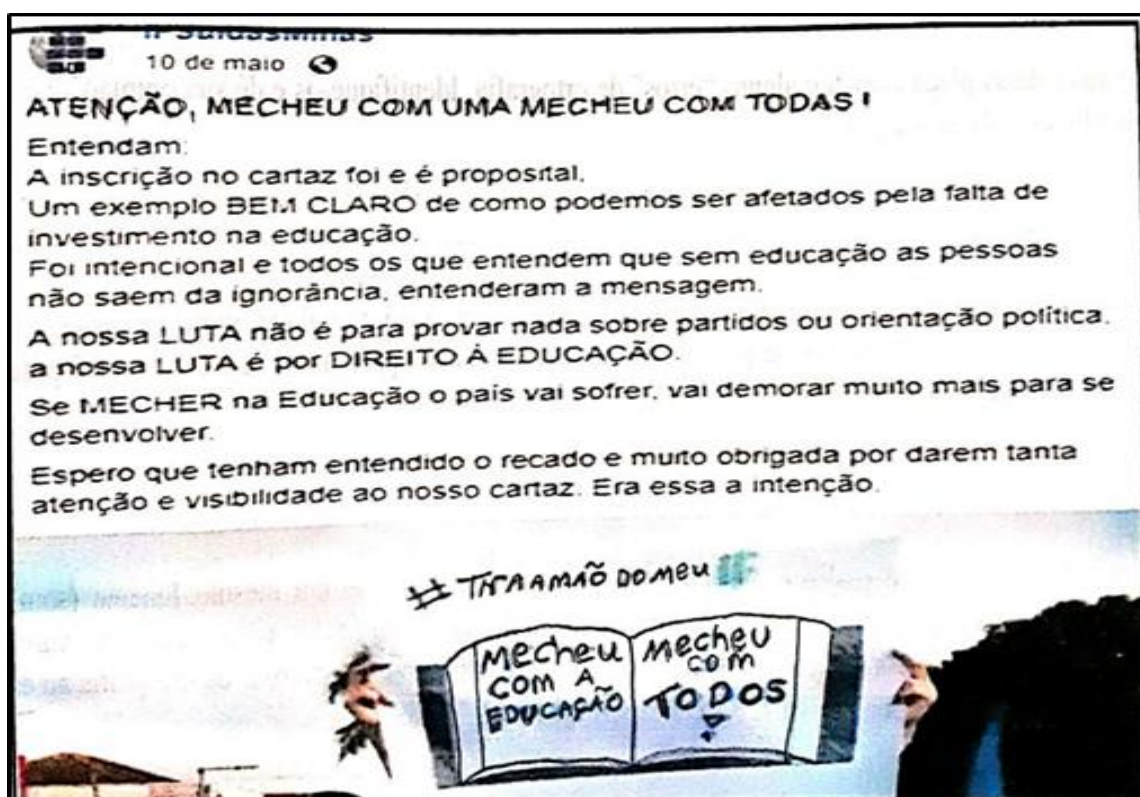 IFSuldasMinas
10 de maio
ATENÇÃO, MECHEU COM UMA MECHEU COM TODAS!
Entendam:
A inscrição no cartaz foi e é proposital.
Um exemplo BEM CLARO de como podemos ser afetados pela falta de
investimento na educação.
Foi intencional e todos os que entendem que sem educação as pessoas
não saem da ignorância, entenderam a mensagem.
A nossa LUTA não é para provar nada sobre partidos ou orientação política,
a nossa LUTA é por DIREITO À EDUCAÇÃO.
Se MECHER na Educação o país vai sofrer, vai demorar muito mais para se
desenvolver.
Espero que tenham entendido o recado e muito obrigada por darem tanta
atenção e visibilidade ao nosso cartaz. Era essa a intenção.
# TIRA A MÃO DO MEU IF
MECHEU
COM A
EDUCAÇÃO
MECHEU
COM
TODOS!